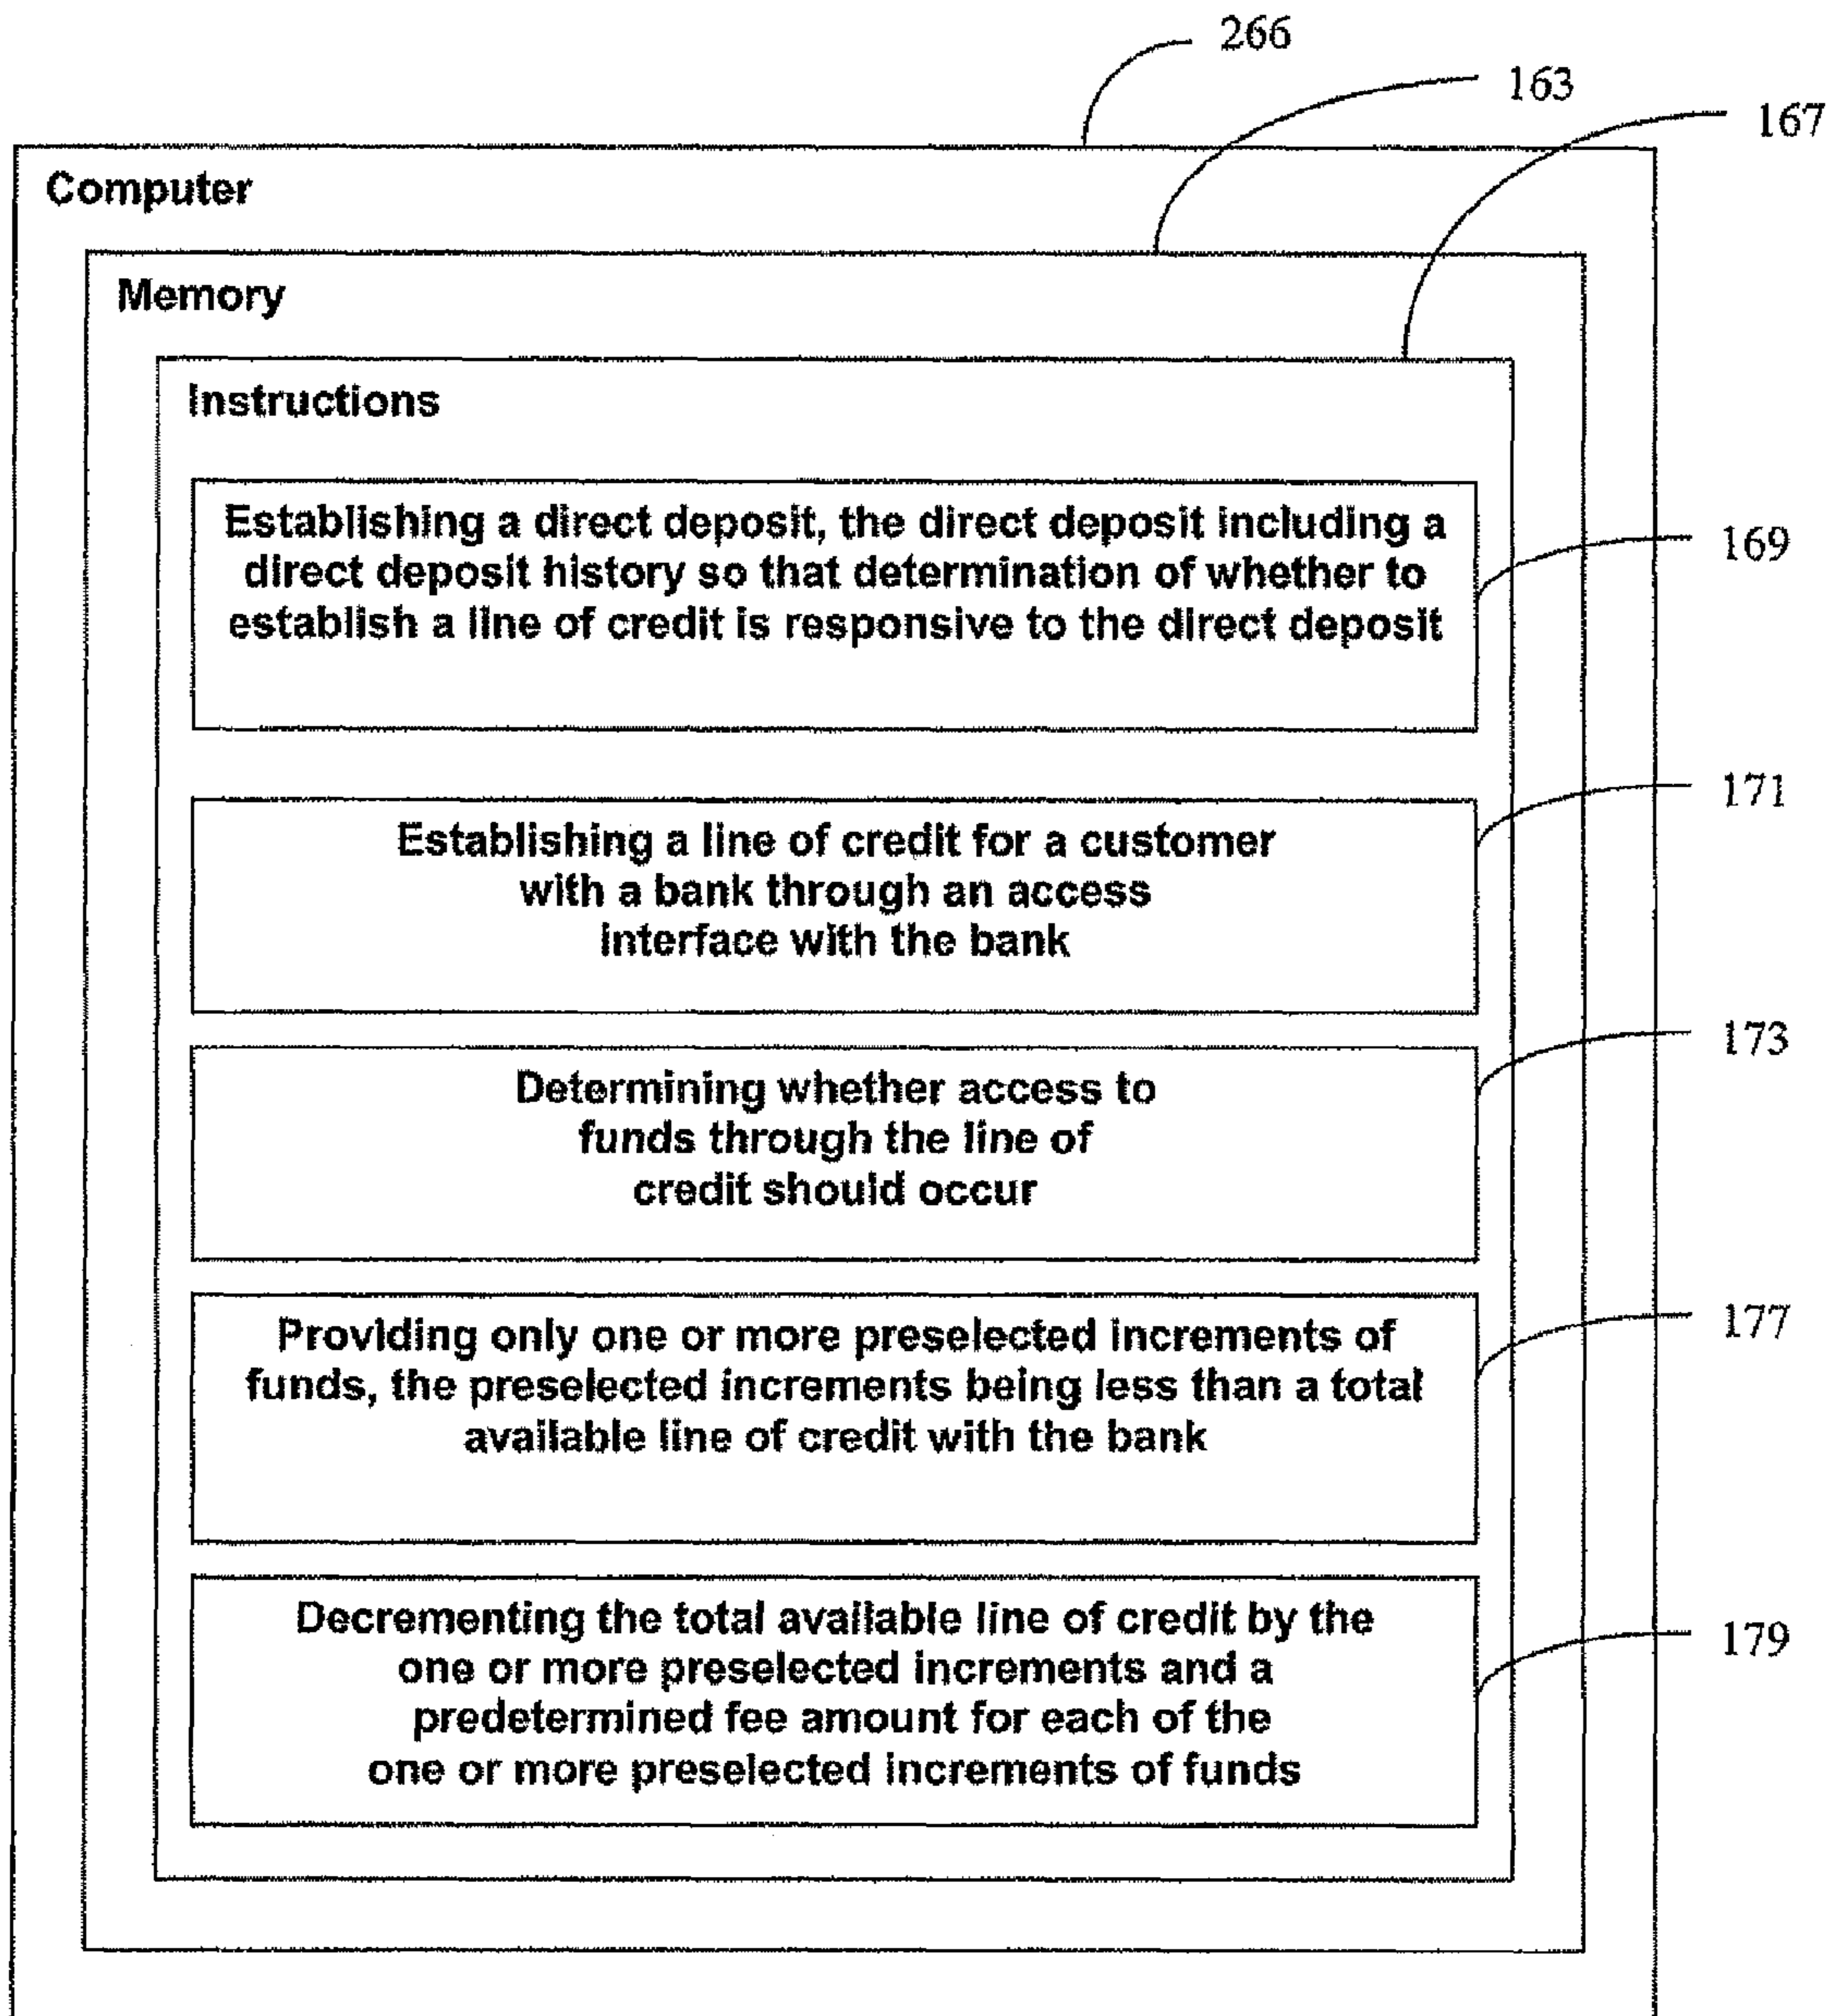 266
163
167
Computer
Memory
Instructions
Establishing a direct deposit, the direct deposit including a
direct deposit history so that determination of whether to
establish a line of credit is responsive to the direct deposit
169
Establishing a line of credit for a customer
with a bank through an access
interface with the bank
171
Determining whether access to
funds through the line of
credit should occur
173
Providing only one or more preselected increments of
funds, the preselected increments being less than a total
available line of credit with the bank
177
Decrementing the total available line of credit by the
one or more preselected increments and a
predetermined fee amount for each of the
one or more preselected increments of funds
179